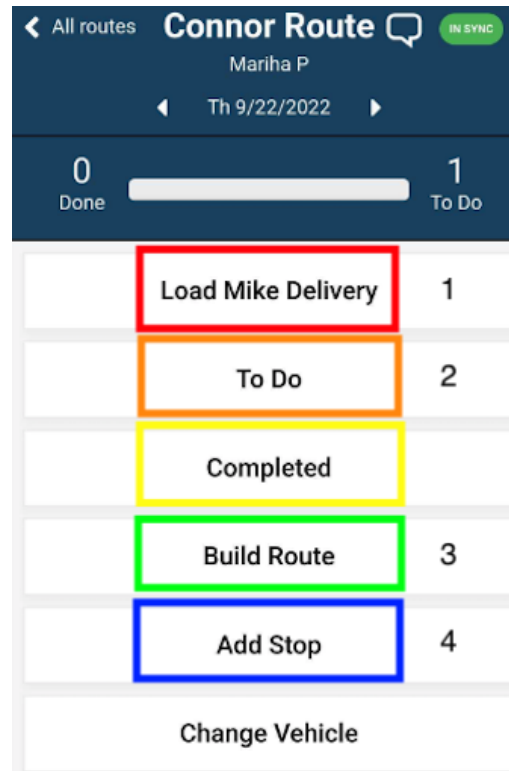 All routes Connor Route IN SYNC
Mariha P
Th 9/22/2022
0 1
Done To Do
Load Mike Delivery 1
To Do 2
Completed
Build Route 3
Add Stop 4
Change Vehicle